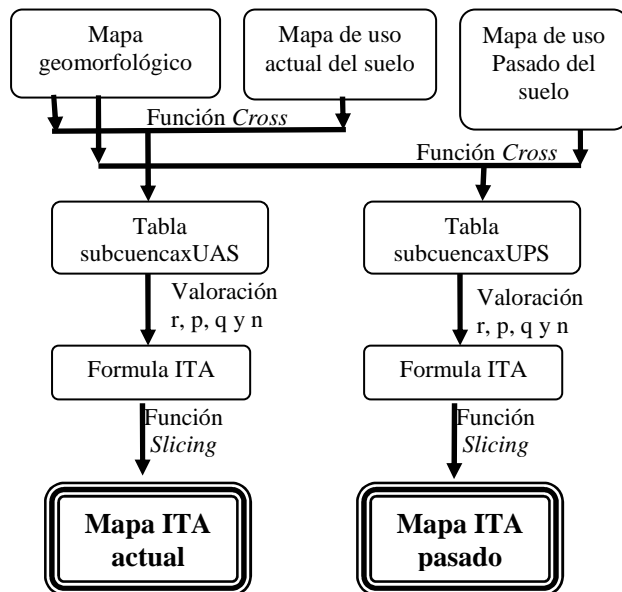 Mapa
geomorfológico
Mapa de uso
actual del suelo
Mapa de uso
Pasado del
suelo
Función Cross
Función Cross
Tabla
subcuencaxUAS
Tabla
subcuencaxUPS
Valoración
r, p, q y n
Valoración
r, p, q y n
Formula ITA
Formula ITA
Función
Slicing
Función
Slicing
Mapa ITA
actual
Mapa ITA
pasado